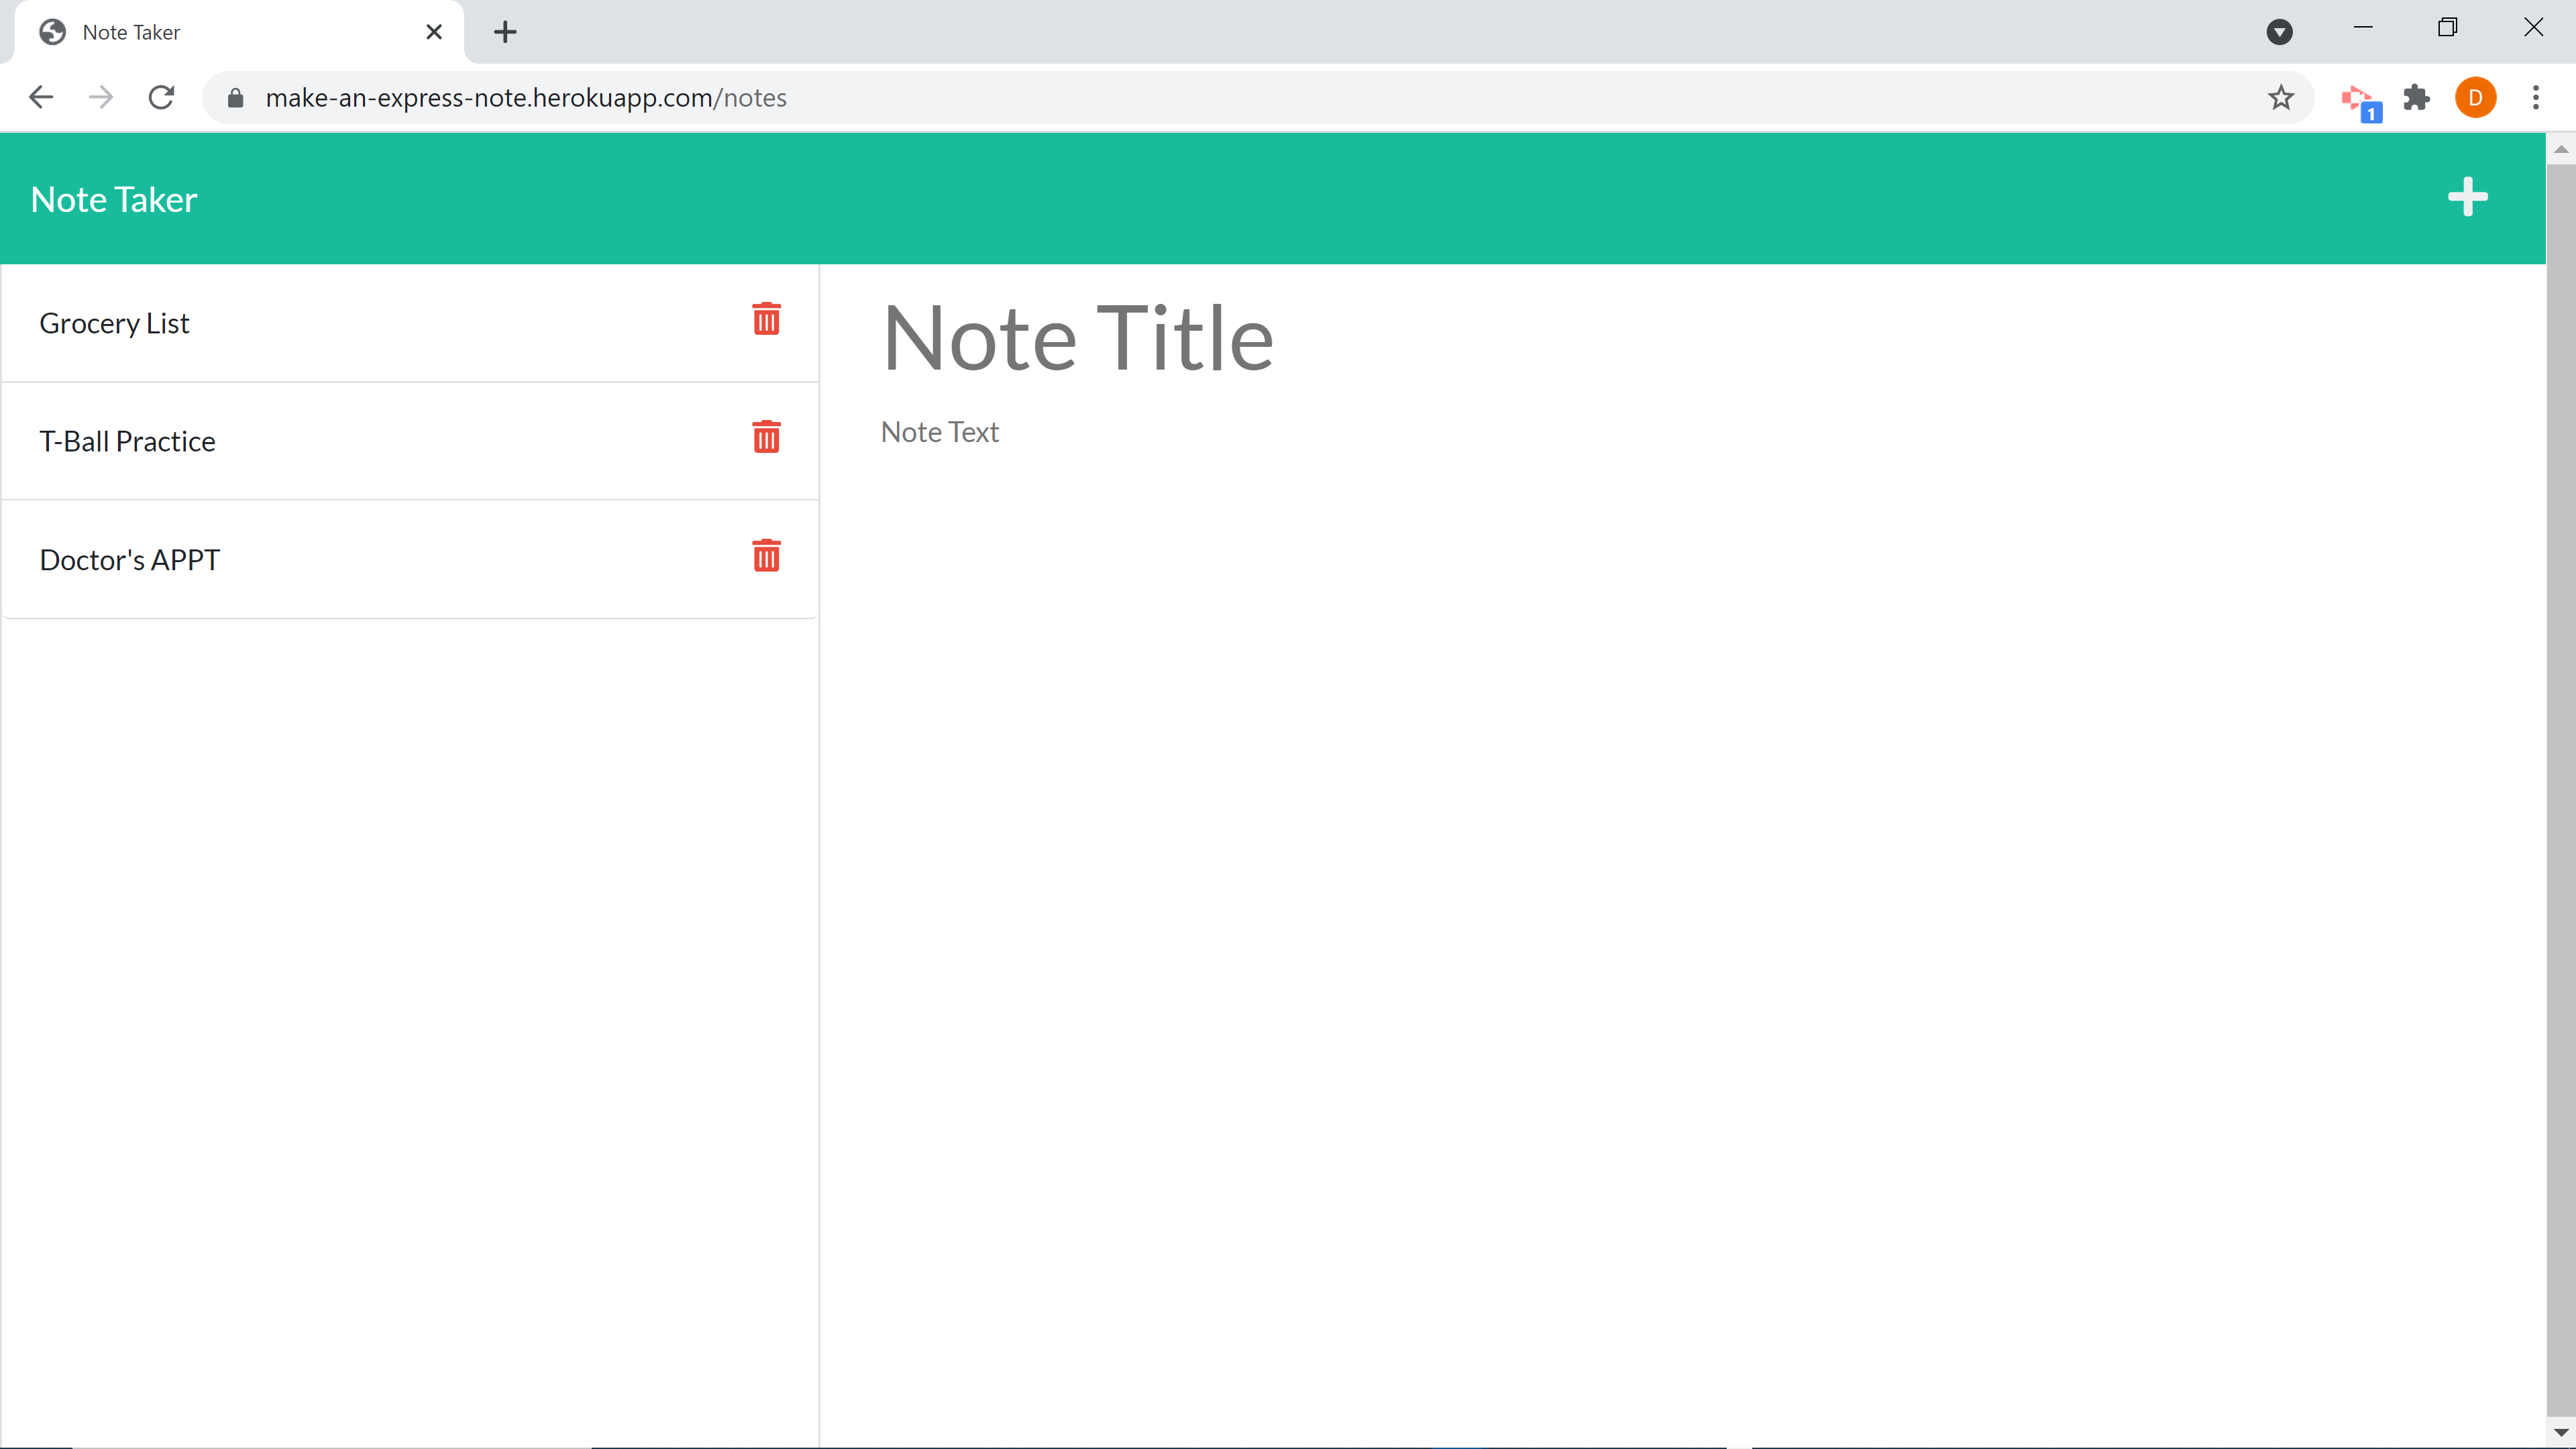 Note Taker
make-an-express-note.herokuapp.com/notes
1
D
Note Taker
Grocery List
T-Ball Practice
Doctor's APPT
Note Title
Note Text